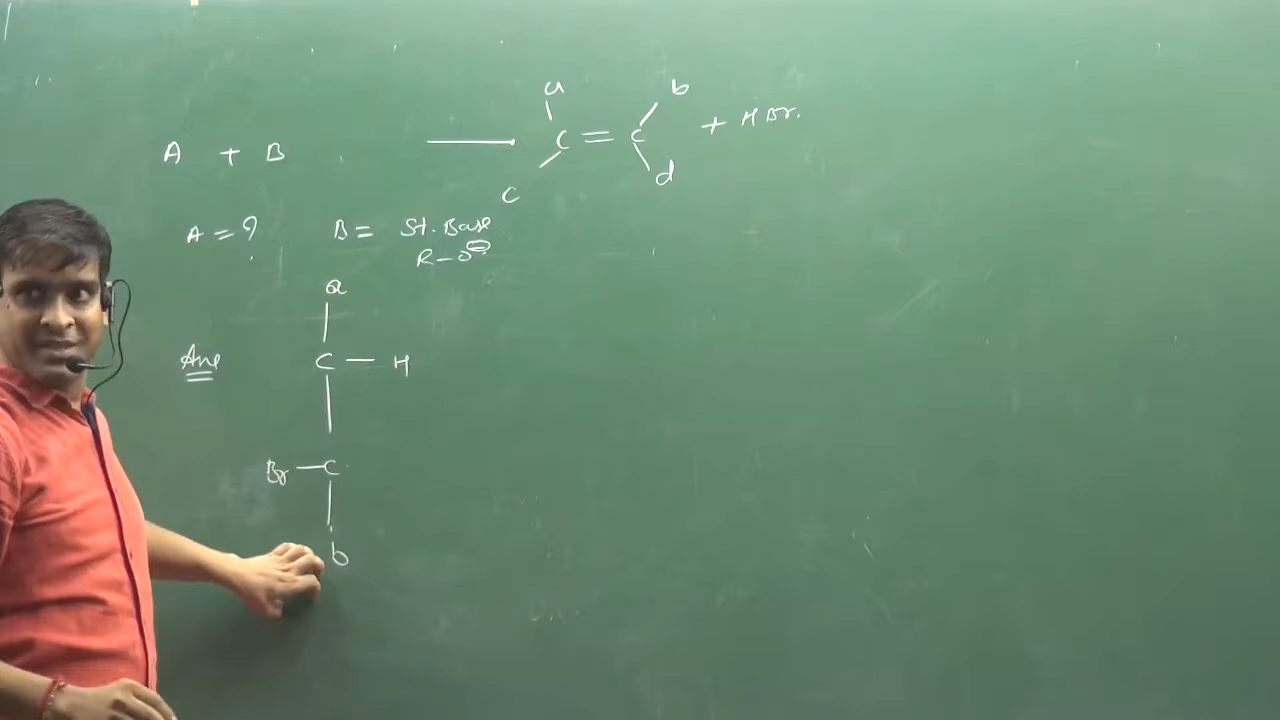 a b
A + B ⟶ C = C + HBr.
c d
A = ? B = St. Base
R-O⊖
a
Ans C — H
Br — C
b